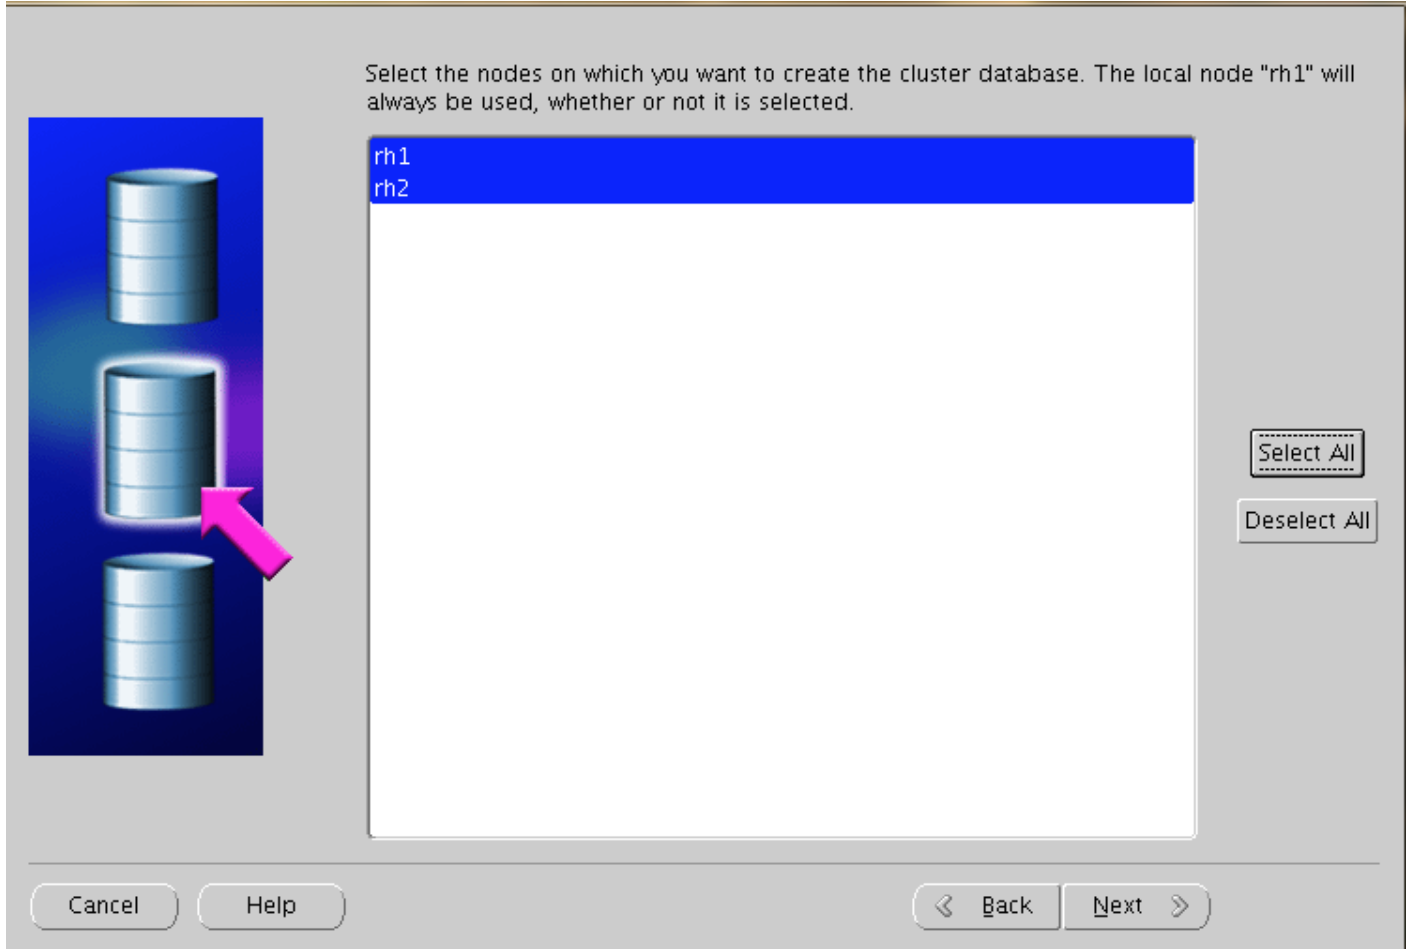 Select the nodes on which you want to create the cluster database. The local node "rh1" will
always be used, whether or not it is selected.
rh1
rh2
Select All
Deselect All
Cancel
Help
Back
Next